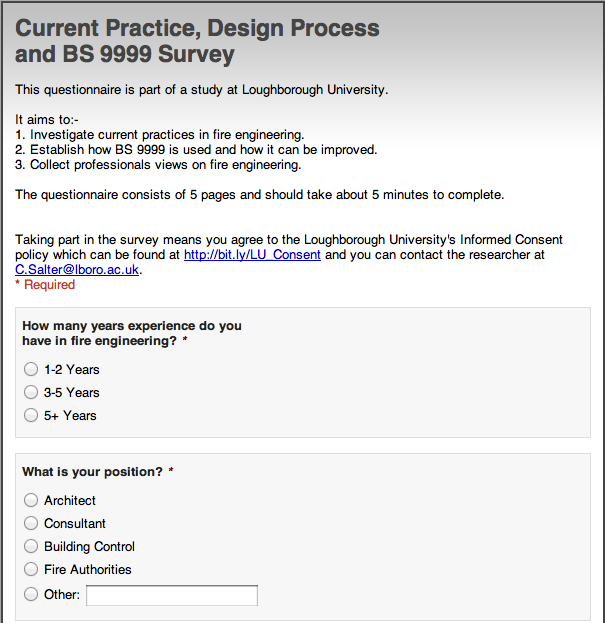 Current Practice, Design Process
and BS 9999 Survey
This questionnaire is part of a study at Loughborough University.
It aims to:-
1. Investigate current practices in fire engineering.
2. Establish how BS 9999 is used and how it can be improved.
3. Collect professionals views on fire engineering.
The questionnaire consists of 5 pages and should take about 5 minutes to complete.
Taking part in the survey means you agree to the Loughborough University's Informed Consent
policy which can be found at http://bit.ly/LU_Consent and you can contact the researcher at
C.Salter@lboro.ac.uk.
* Required
How many years experience do you
have in fire engineering? *
1-2 Years
3-5 Years
5+ Years
What is your position? *
Architect
Consultant
Building Control
Fire Authorities
Other: